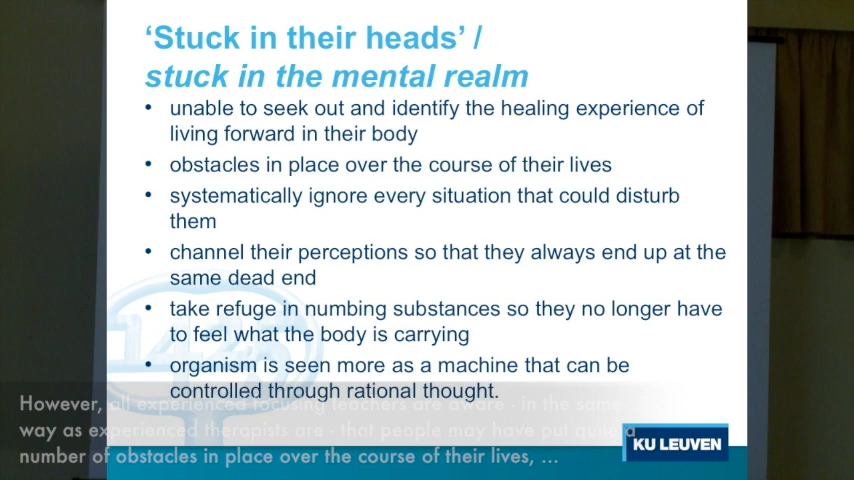 ‘Stuck in their heads’ /
stuck in the mental realm
• unable to seek out and identify the healing experience of
living forward in their body
• obstacles in place over the course of their lives
• systematically ignore every situation that could disturb
them
• channel their perceptions so that they always end up at the
same dead end
• take refuge in numbing substances so they no longer have
to feel what the body is carrying
• organism is seen more as a machine that can be
controlled through rational thought.
However, all experienced focusing teachers are aware - in the same
way as experienced therapists are - that people may have put quite a
number of obstacles in place over the course of their lives, ...
KU LEUVEN
1425